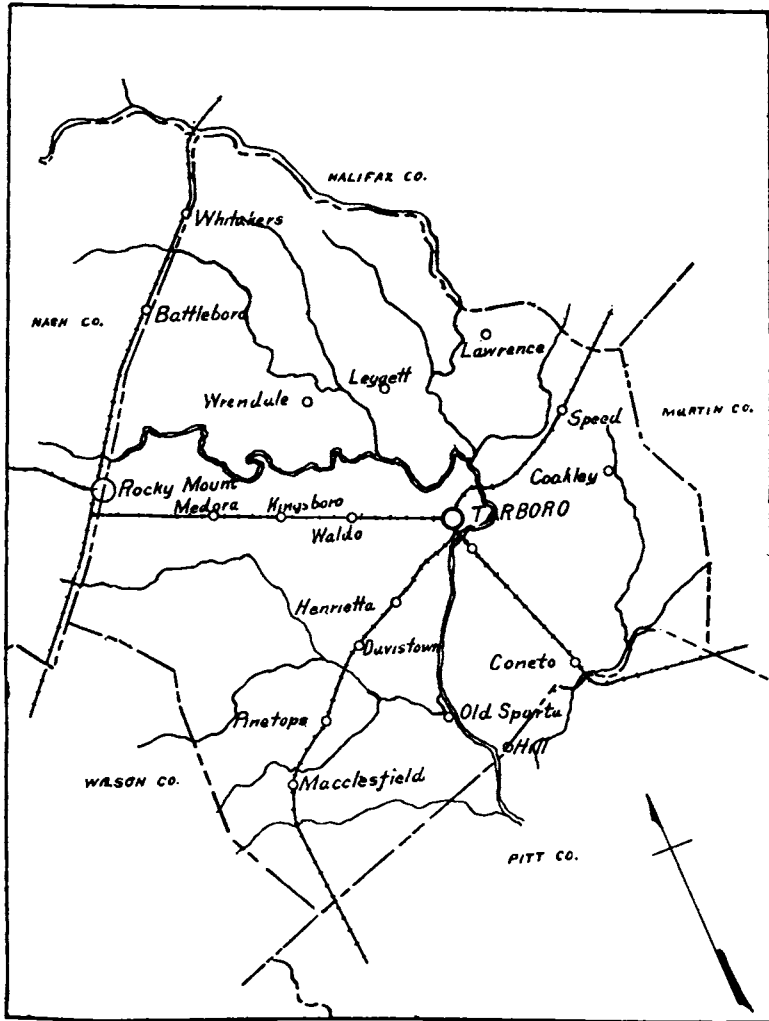 HALIFAX CO.
Whitakers
NASH CO.
Battleboro
Lawrence
Leggett
Wrendule
Speed
MARTIN CO.
Coakley
Rocky Mount
Medora
Kingsboro
Waldo
TARBORO
Henrietta
Davistown
Coneto
Pinetops
Old Sparta
Hill
WILSON CO.
Macclesfield
PITT CO.